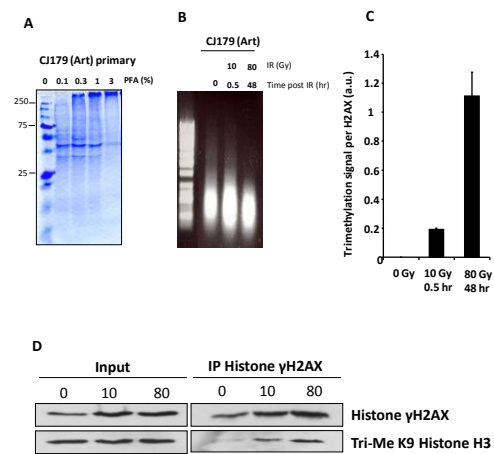 A
CJ179 (Art) primary
0 0.1 0.3 1 3 PFA (%)
250
75
25
B
CJ179 (Art)
10 80 IR (Gy)
0 0.5 48 Time post IR (hr)
C
Trimethylation signal per H2AX (a.u.)
1.4
1.2
1
0.8
0.6
0.4
0.2
0
0 Gy 10 Gy 80 Gy
0.5 hr 48 hr
D
Input IP Histone γH2AX
0 10 80 0 10 80
Histone γH2AX
Tri-Me K9 Histone H3